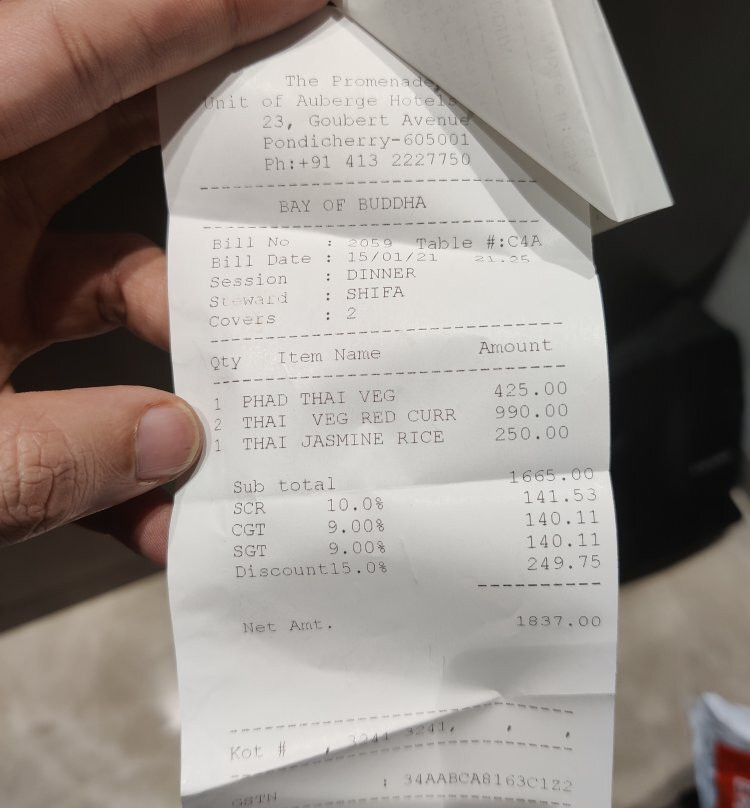 The Promenade,
Unit of Auberge Hotels
23, Goubert Avenue
Pondicherry-605001
Ph:+91 413 2227750
BAY OF BUDDHA
Bill No : 2059 Table #:C4A
Bill Date : 15/01/21 21:25
Session : DINNER
Steward : SHIFA
Covers : 2
Qty Item Name Amount
1 PHAD THAI VEG 425.00
2 THAI VEG RED CURR 990.00
1 THAI JASMINE RICE 250.00
Sub total 1665.00
SCR 10.0% 141.53
CGT 9.00% 140.11
SGT 9.00% 140.11
Discount15.0% 249.75
Net Amt. 1837.00
Kot # , 3241, , ,
GSTN : 34AABCA8163C1Z2